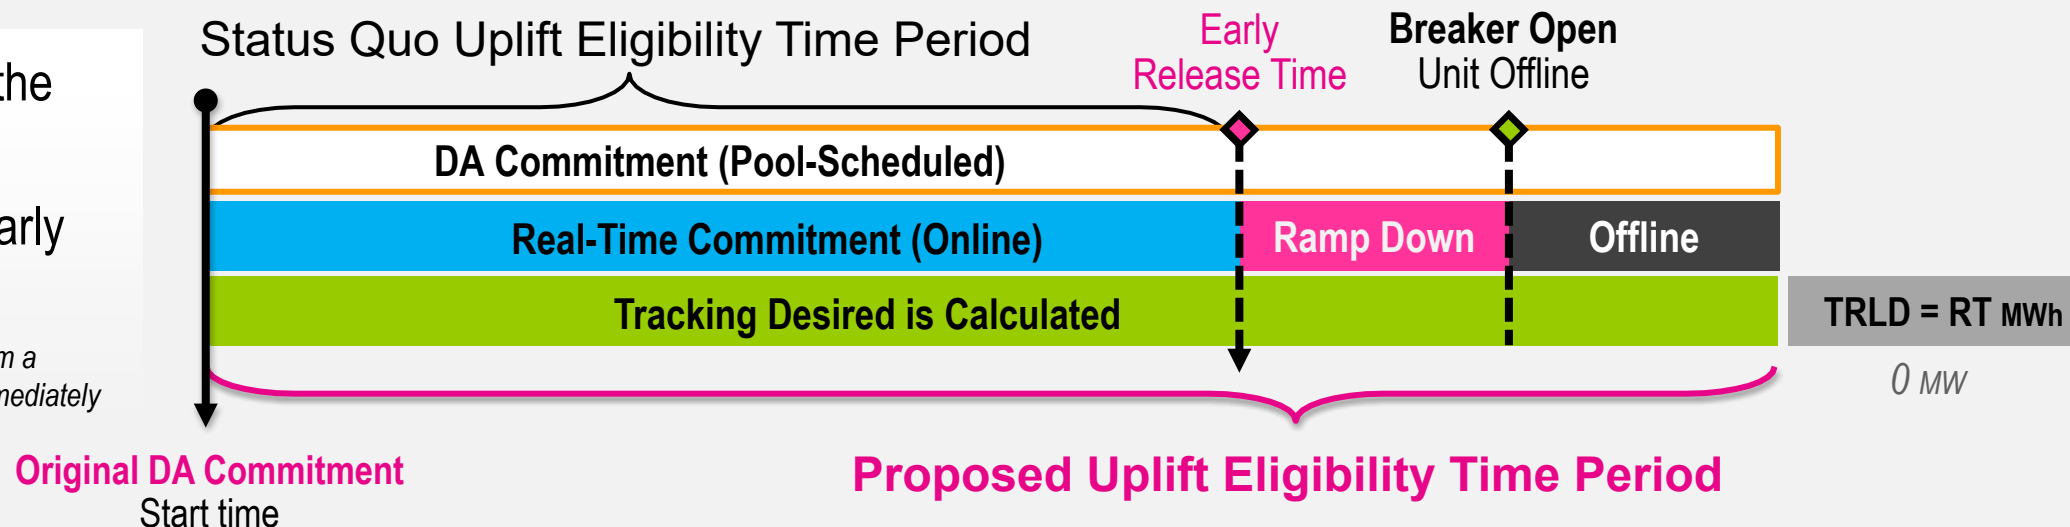 the
arly
m a
mediately
Status Quo Uplift Eligibility Time Period
Early
Release Time
Breaker Open
Unit Offline
DA Commitment (Pool-Scheduled)
Real-Time Commitment (Online)
Ramp Down
Offline
Tracking Desired is Calculated
TRLD = RT MWh
0 MW
Original DA Commitment
Start time
Proposed Uplift Eligibility Time Period